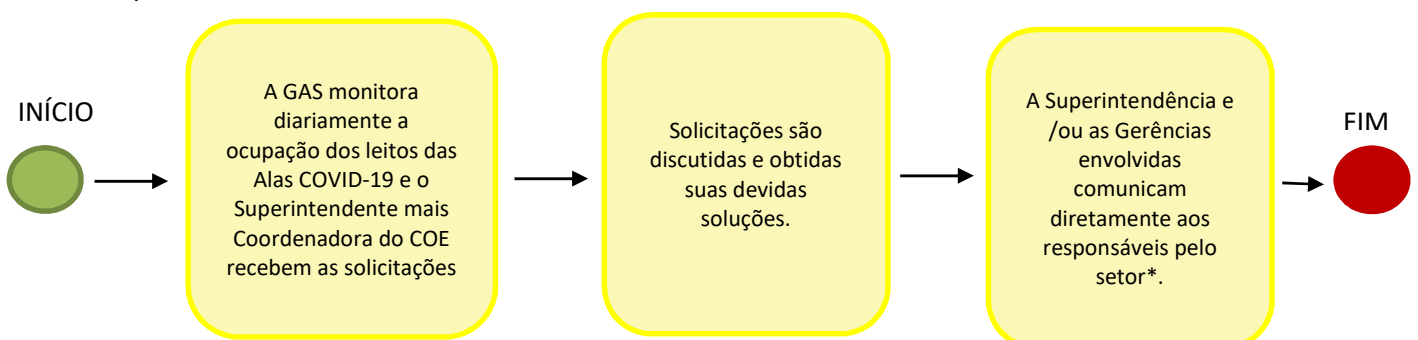 INÍCIO
A GAS monitora
diariamente a
ocupação dos leitos das
Alas COVID-19 e o
Superintendente mais
Coordenadora do COE
recebem as solicitações
Solicitações são
discutidas e obtidas
suas devidas
soluções.
A Superintendência e
/ou as Gerências
envolvidas
comunicam
diretamente aos
responsáveis pelo
setor*.
FIM